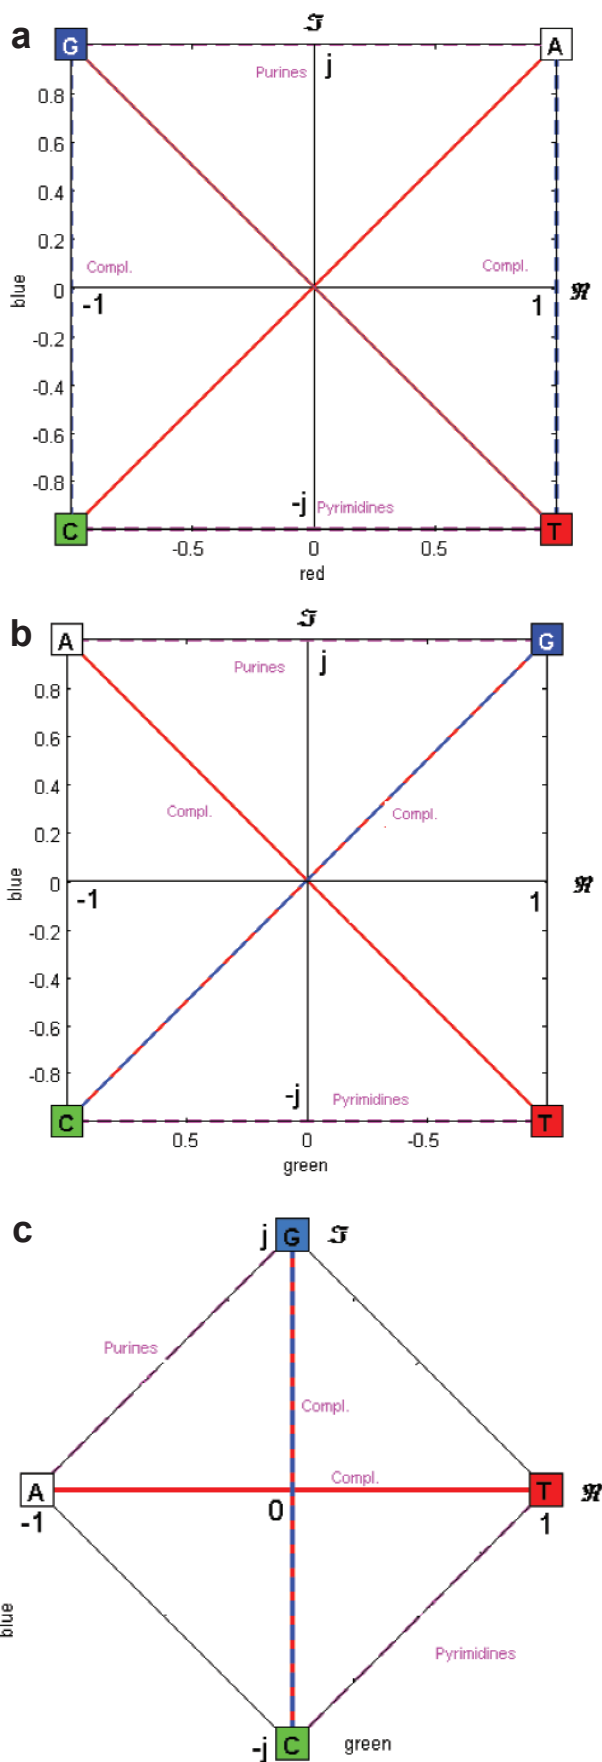 a
ℑ
G
A
Purines
j
0.8
0.6
0.4
0.2
Compl.
Compl.
blue
0
-1
1
ℜ
-0.2
-0.4
-0.6
-0.8
-j
Pyrimidines
C
T
-0.5
0
0.5
red
b
ℑ
A
G
Purines
j
0.8
0.6
0.4
0.2
Compl.
Compl.
blue
0
-1
1
ℜ
-0.2
-0.4
-0.6
-0.8
-j
Pyrimidines
C
T
0.5
0
-0.5
green
c
j
G
ℑ
Purines
Compl.
Compl.
A
T
ℜ
-1
0
1
blue
Pyrimidines
-j
C
green